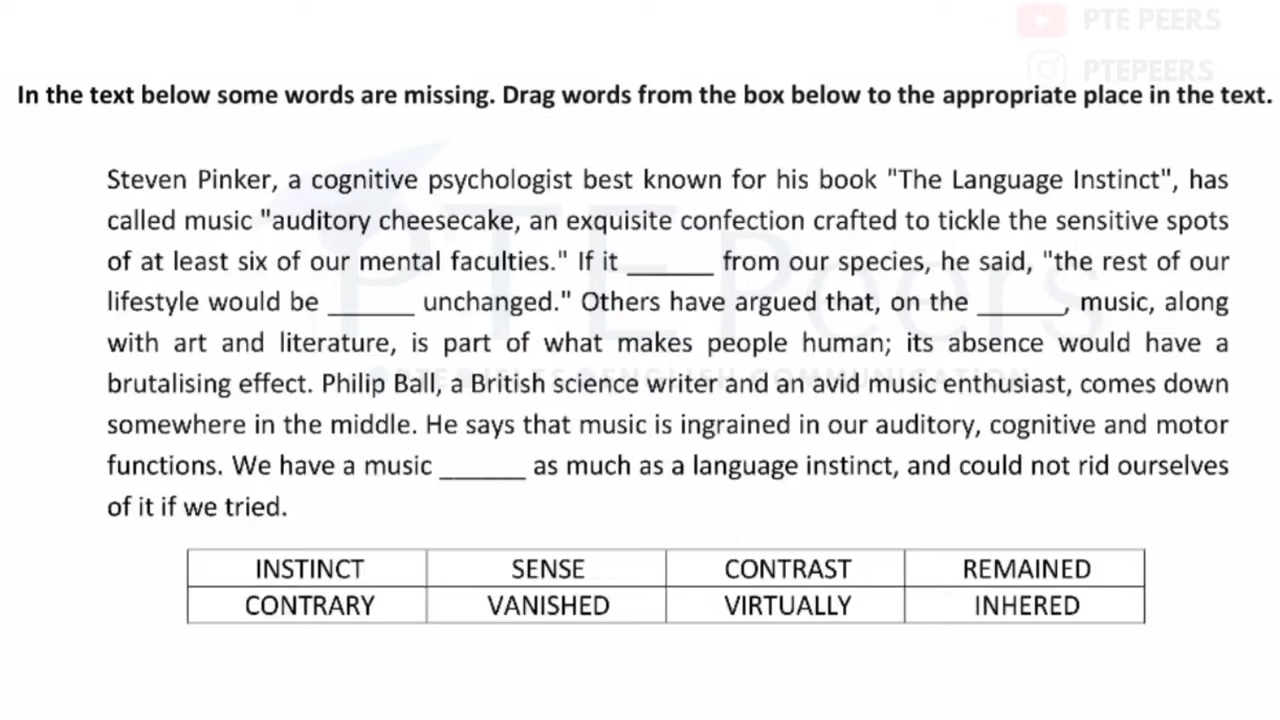 PTE PEERS
PTEPEERS
In the text below some words are missing. Drag words from the box below to the appropriate place in the text.
Steven Pinker, a cognitive psychologist best known for his book "The Language Instinct", has
called music "auditory cheesecake, an exquisite confection crafted to tickle the sensitive spots
of at least six of our mental faculties." If it ______ from our species, he said, "the rest of our
lifestyle would be ______ unchanged." Others have argued that, on the ______, music, along
with art and literature, is part of what makes people human; its absence would have a
brutalising effect. Philip Ball, a British science writer and an avid music enthusiast, comes down
somewhere in the middle. He says that music is ingrained in our auditory, cognitive and motor
functions. We have a music ______ as much as a language instinct, and could not rid ourselves
of it if we tried.
INSTINCT SENSE CONTRAST REMAINED
CONTRARY VANISHED VIRTUALLY INHERED
PTE Peers